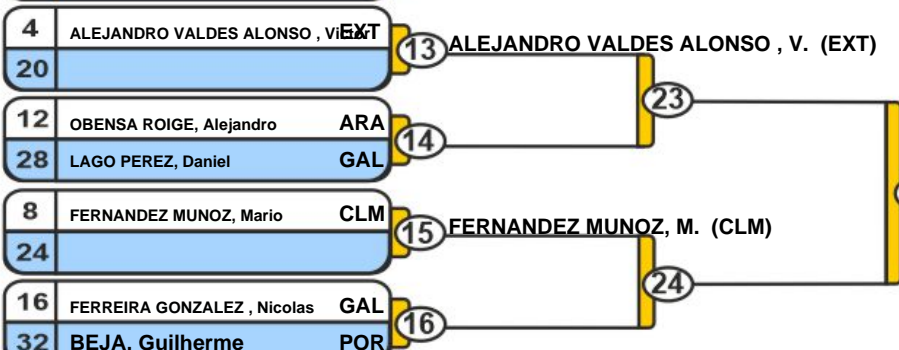 4 ALEJANDRO VALDES ALONSO , Victor EXT
20
13 ALEJANDRO VALDES ALONSO , V. (EXT)
23
12 OBENSA ROIGE, Alejandro ARA
28 LAGO PEREZ, Daniel GAL
14
8 FERNANDEZ MUNOZ, Mario CLM
24
15 FERNANDEZ MUNOZ, M. (CLM)
24
16 FERREIRA GONZALEZ , Nicolas GAL
32 BEJA, Guilherme POR
16